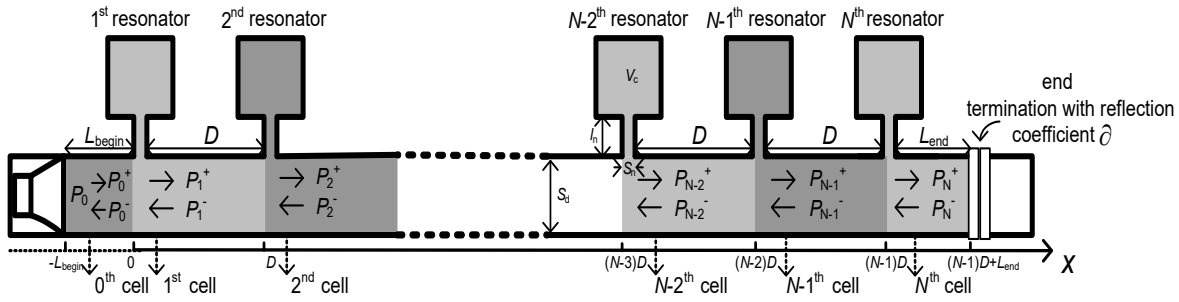 1st resonator 2nd resonator N-2th resonator N-1th resonator Nth resonator
Vc
end
termination with reflection
coefficient ∂
Lbegin D ln D D Lend
Sn
P0 P0+ P1+ P2+ Sd PN-2+ PN-1+ PN+
P0- P1- P2- PN-2- PN-1- PN-
-Lbegin 0 D (N-3)D (N-2)D (N-1)D (N-1)D+Lend X
0th cell 1st cell 2nd cell N-2th cell N-1th cell Nth cell